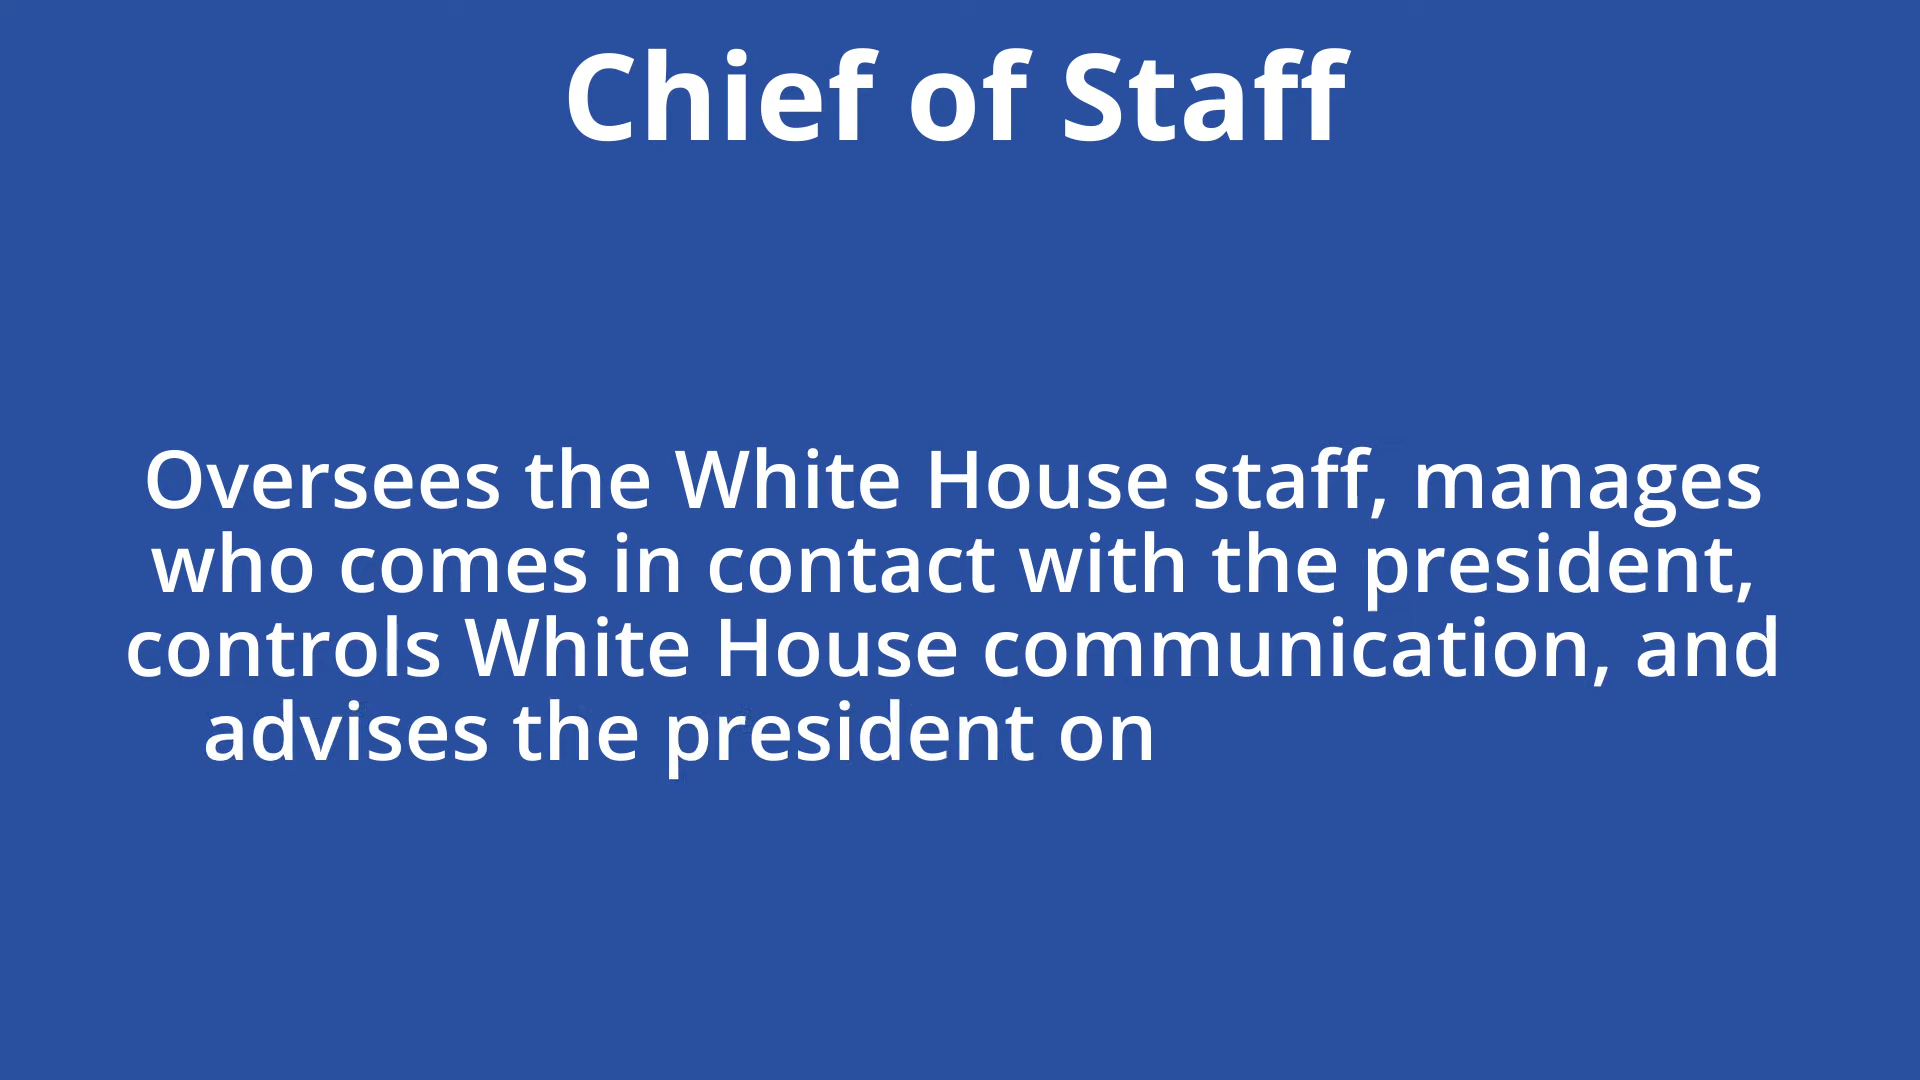 Chief of Staff
Oversees the White House staff, manages
who comes in contact with the president,
controls White House communication, and
advises the president on